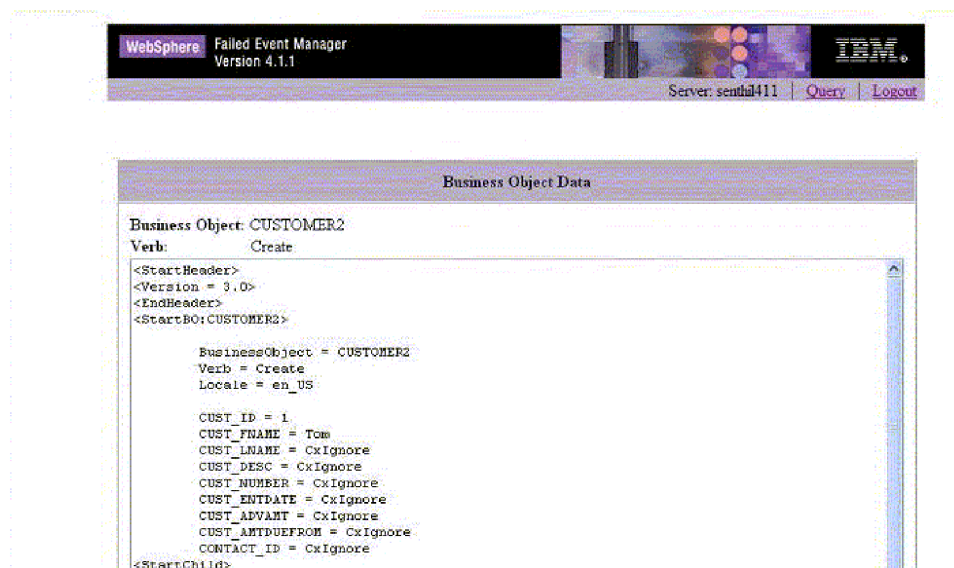 WebSphere Failed Event Manager
Version 4.1.1
IBM
Server: senthil411 | Query | Logout
Business Object Data
Business Object: CUSTOMER2
Verb: Create
<StartHeader>
<Version = 3.0>
<EndHeader>
<StartBO:CUSTOMER2>
BusinessObject = CUSTOMER2
Verb = Create
Locale = en_US
CUST_ID = 1
CUST_FNAME = Tom
CUST_LNAME = CxIgnore
CUST_DESC = CxIgnore
CUST_NUMBER = CxIgnore
CUST_ENTDATE = CxIgnore
CUST_ADVAMT = CxIgnore
CUST_AMTDUEFROM = CxIgnore
CONTACT_ID = CxIgnore
<StartChild>